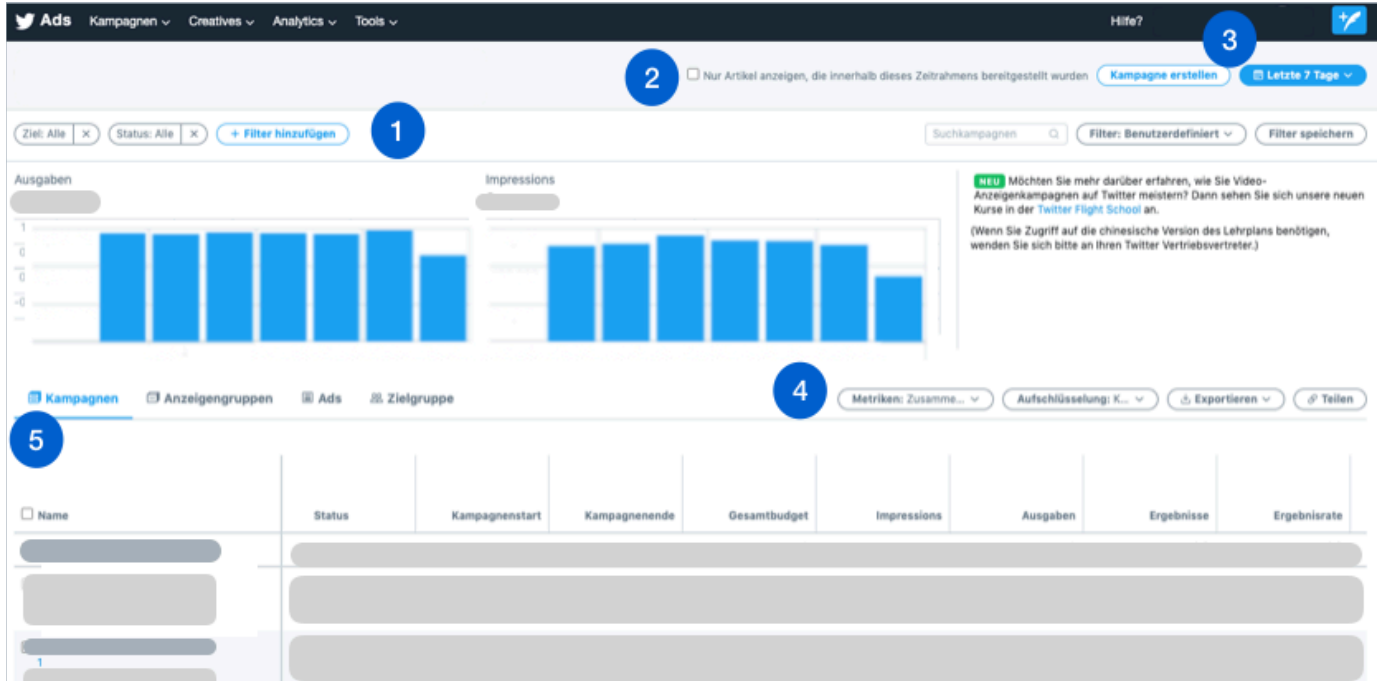 Ads Kampagnen Creatives Analytics Tools Hilfe?
3
2 Nur Artikel anzeigen, die innerhalb dieses Zeitrahmens bereitgestellt wurden Kampagne erstellen Letzte 7 Tage
Ziel: Alle × Status: Alle × + Filter hinzufügen 1 Suchkampagnen Filter: Benutzerdefiniert Filter speichern
Ausgaben Impressions
NEU Möchten Sie mehr darüber erfahren, wie Sie Video-
Anzeigenkampagnen auf Twitter meistern? Dann sehen Sie sich unsere neuen
Kurse in der Twitter Flight School an.
(Wenn Sie Zugriff auf die chinesische Version des Lehrplans benötigen,
wenden Sie sich bitte an Ihren Twitter Vertriebsvertreter.)
1
0
0
-0
Kampagnen Anzeigengruppen Ads Zielgruppe 4 Metriken: Zusamme... Aufschlüsselung: K... Exportieren Teilen
5
Name Status Kampagnenstart Kampagnenende Gesamtbudget Impressions Ausgaben Ergebnisse Ergebnisrate
1